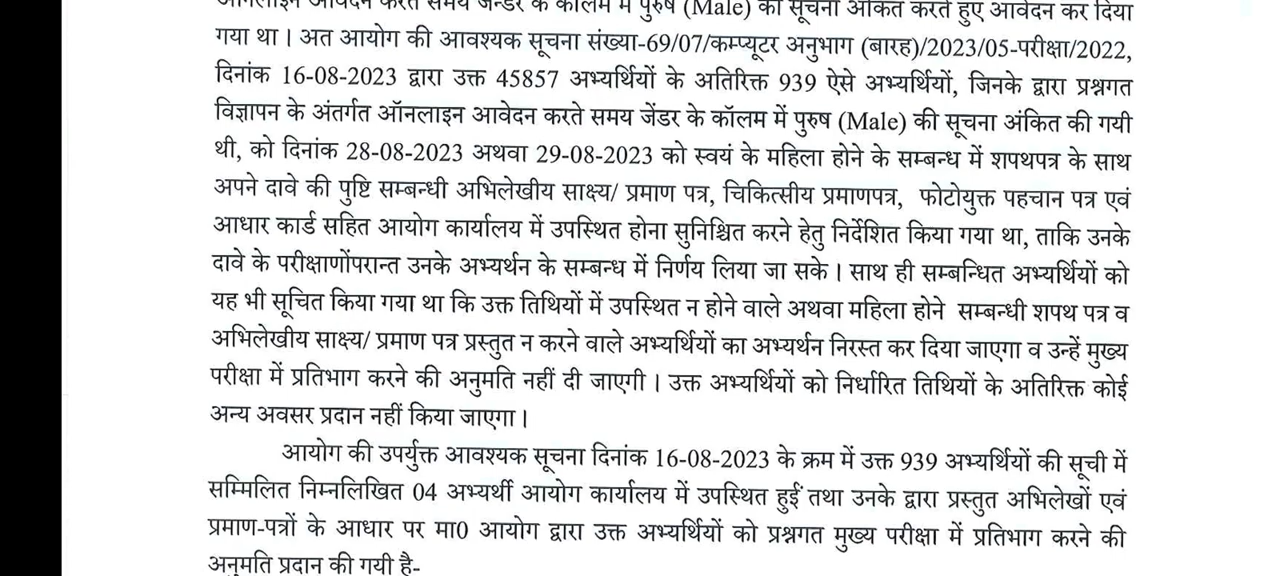 ऑनलाइन आवेदन करते समय जेन्डर के कॉलम में पुरुष (Male) की सूचना अंकित करते हुए आवेदन कर दिया
गया था। अत आयोग की आवश्यक सूचना संख्या-69/07/कम्प्यूटर अनुभाग (बारह)/2023/05-परीक्षा/2022,
दिनांक 16-08-2023 द्वारा उक्त 45857 अभ्यर्थियों के अतिरिक्त 939 ऐसे अभ्यर्थियों, जिनके द्वारा प्रश्नगत
विज्ञापन के अंतर्गत ऑनलाइन आवेदन करते समय जेंडर के कॉलम में पुरुष (Male) की सूचना अंकित की गयी
थी, को दिनांक 28-08-2023 अथवा 29-08-2023 को स्वयं के महिला होने के सम्बन्ध में शपथपत्र के साथ
अपने दावे की पुष्टि सम्बन्धी अभिलेखीय साक्ष्य/ प्रमाण पत्र, चिकित्सीय प्रमाणपत्र, फोटोयुक्त पहचान पत्र एवं
आधार कार्ड सहित आयोग कार्यालय में उपस्थित होना सुनिश्चित करने हेतु निर्देशित किया गया था, ताकि उनके
दावे के परीक्षाणोंपरान्त उनके अभ्यर्थन के सम्बन्ध में निर्णय लिया जा सके। साथ ही सम्बन्धित अभ्यर्थियों को
यह भी सूचित किया गया था कि उक्त तिथियों में उपस्थित न होने वाले अथवा महिला होने सम्बन्धी शपथ पत्र व
अभिलेखीय साक्ष्य/ प्रमाण पत्र प्रस्तुत न करने वाले अभ्यर्थियों का अभ्यर्थन निरस्त कर दिया जाएगा व उन्हें मुख्य
परीक्षा में प्रतिभाग करने की अनुमति नहीं दी जाएगी। उक्त अभ्यर्थियों को निर्धारित तिथियों के अतिरिक्त कोई
अन्य अवसर प्रदान नहीं किया जाएगा।
आयोग की उपर्युक्त आवश्यक सूचना दिनांक 16-08-2023 के क्रम में उक्त 939 अभ्यर्थियों की सूची में
सम्मिलित निम्नलिखित 04 अभ्यर्थी आयोग कार्यालय में उपस्थित हुईं तथा उनके द्वारा प्रस्तुत अभिलेखों एवं
प्रमाण-पत्रों के आधार पर मा0 आयोग द्वारा उक्त अभ्यर्थियों को प्रश्नगत मुख्य परीक्षा में प्रतिभाग करने की
अनुमति प्रदान की गयी है-